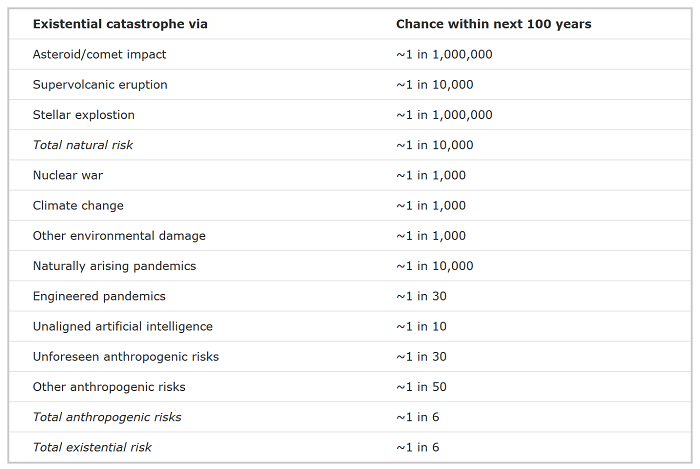 Existential catastrophe via Chance within next 100 years
Asteroid/comet impact ~1 in 1,000,000
Supervolcanic eruption ~1 in 10,000
Stellar explostion ~1 in 1,000,000
Total natural risk ~1 in 10,000
Nuclear war ~1 in 1,000
Climate change ~1 in 1,000
Other environmental damage ~1 in 1,000
Naturally arising pandemics ~1 in 10,000
Engineered pandemics ~1 in 30
Unaligned artificial intelligence ~1 in 10
Unforeseen anthropogenic risks ~1 in 30
Other anthropogenic risks ~1 in 50
Total anthropogenic risks ~1 in 6
Total existential risk ~1 in 6